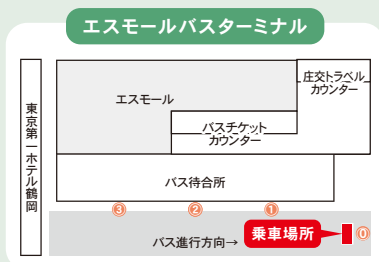 エスモールバスターミナル
庄交トラベル
カウンター
エスモール
バスチケット
カウンター
東京第一ホテル鶴岡
バス待合所
③
②
①
乗車場所
⓪
バス進行方向→